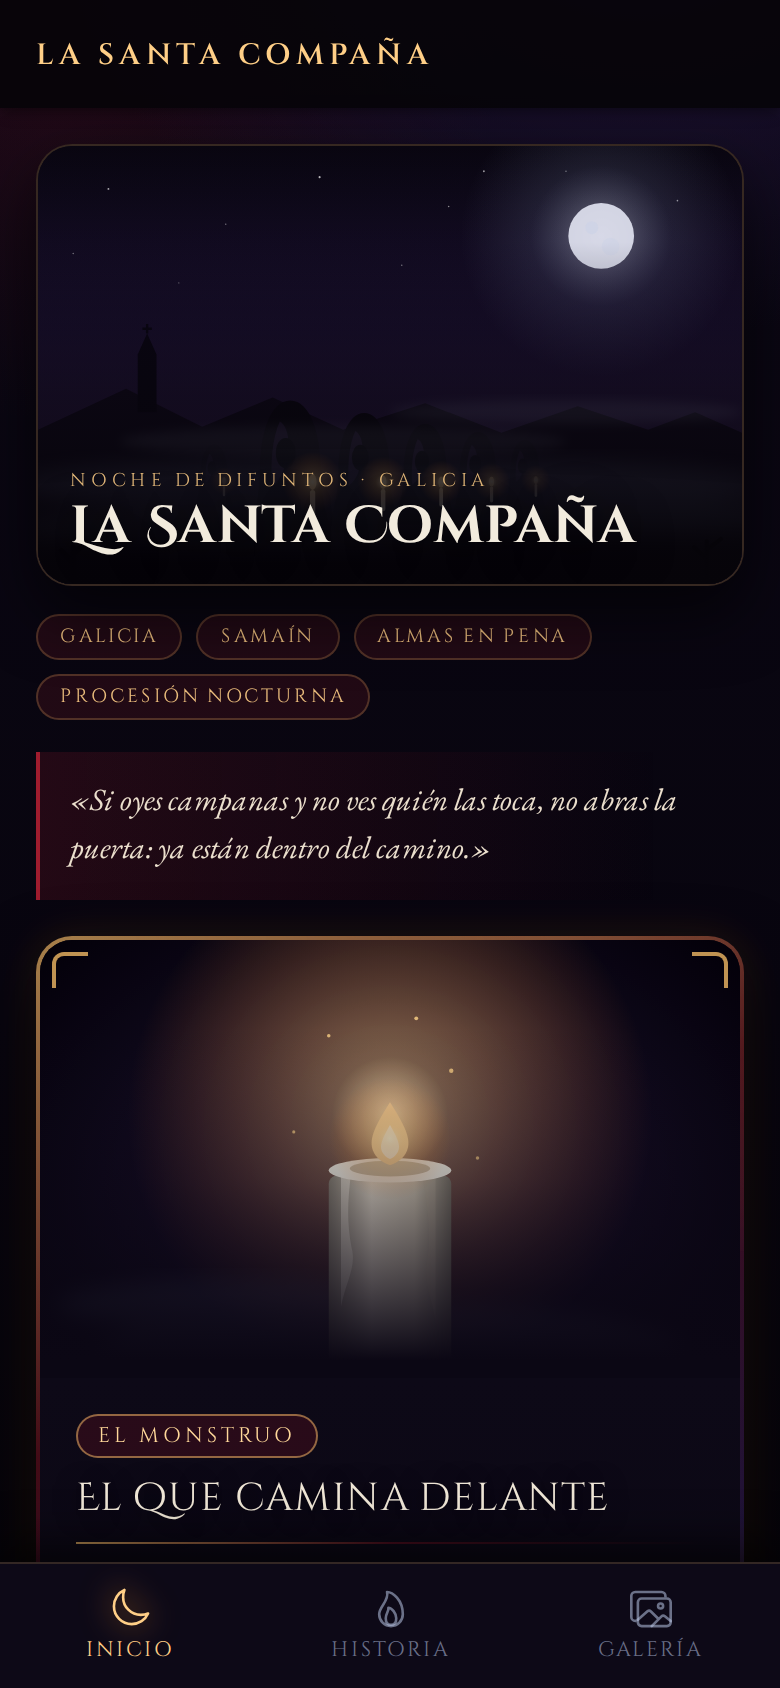 LA SANTA COMPAÑA
NOCHE DE DIFUNTOS · GALICIA
LA SANTA COMPAÑA
GALICIA
SAMAÍN
ALMAS EN PENA
PROCESIÓN NOCTURNA
«Si oyes campanas y no ves quién las toca, no abras la
puerta: ya están dentro del camino.»
EL MONSTRUO
EL QUE CAMINA DELANTE
INICIO
HISTORIA
GALERÍA